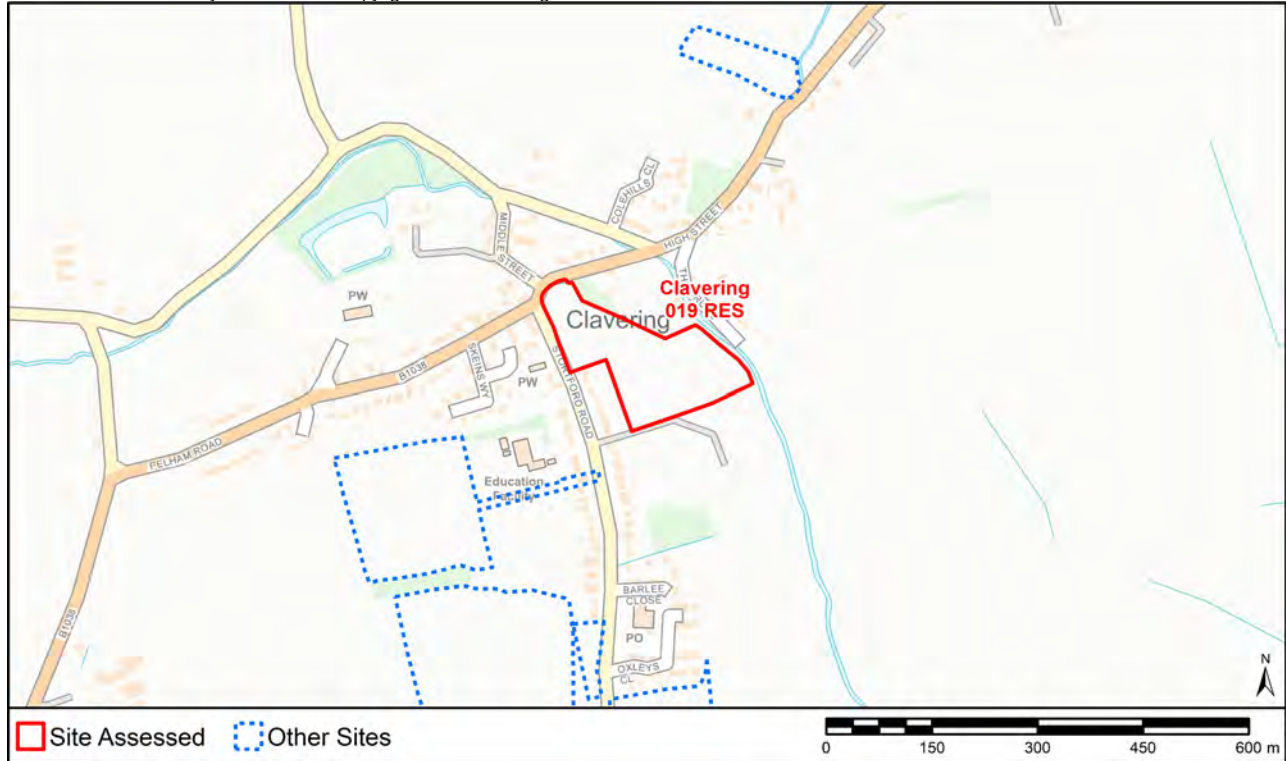 COLEHILLS CL
MIDDLE
STREET
HIGH STREET
Clavering
019 RES
PW
Clavering
SKEINS WY
B1038
PW
STORTFORD ROAD
PELHAM ROAD
Education
Facility
B1038
BARLEE
CLOSE
PO
OXLEYS
CL
N
Site Assessed
Other Sites
0
150
300
450
600 m